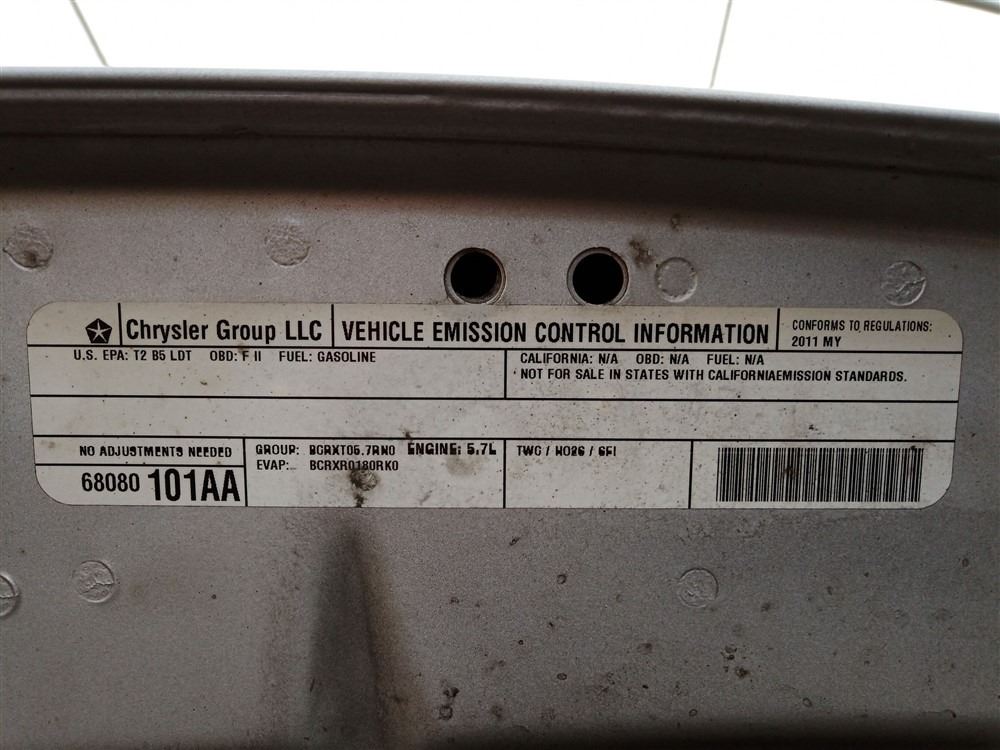 Chrysler Group LLC
VEHICLE EMISSION CONTROL INFORMATION
CONFORMS TO REGULATIONS:
2011 MY
U.S. EPA: T2 B5 LDT OBD: F II FUEL: GASOLINE
CALIFORNIA: N/A OBD: N/A FUEL: N/A
NOT FOR SALE IN STATES WITH CALIFORNIAEMISSION STANDARDS.
NO ADJUSTMENTS NEEDED
68080 101AA
GROUP: ENGINE: 5.7L
EVAP: BCRXR0180RK0
TWC / HO2S / SFI